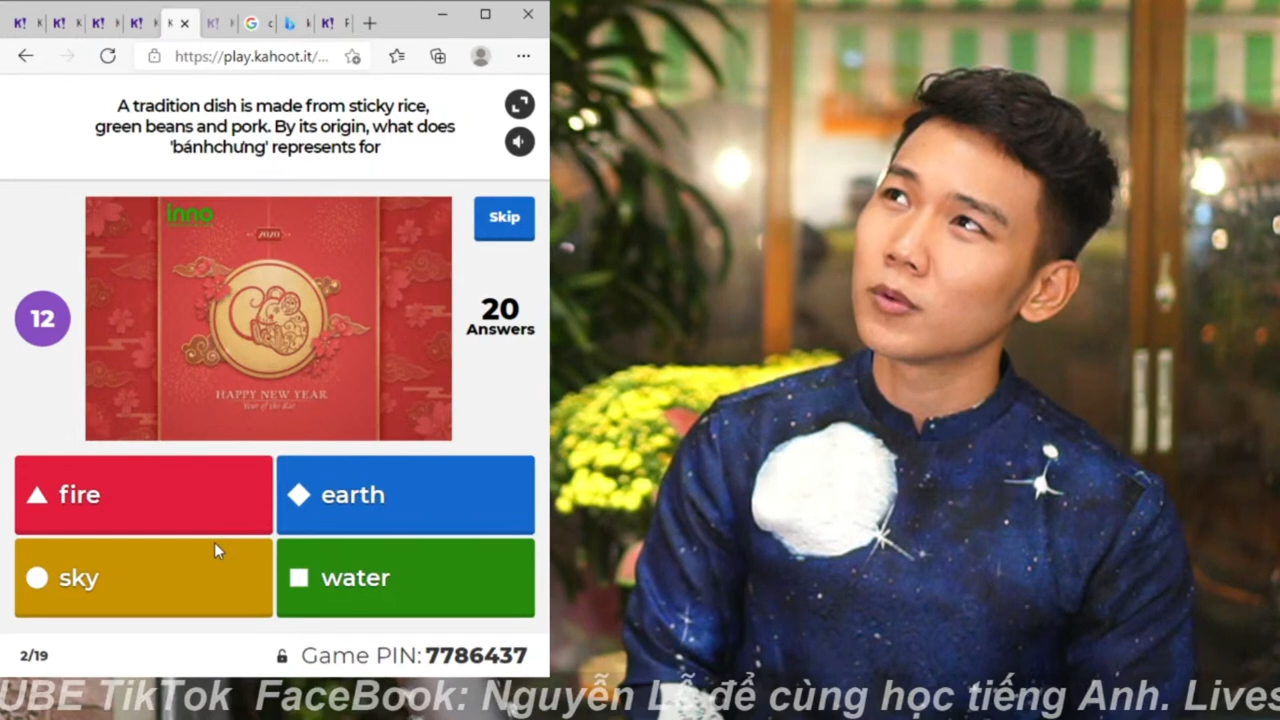 https://play.kahoot.it/...
A tradition dish is made from sticky rice,
green beans and pork. By its origin, what does
'bánhchưng' represents for
inno
Skip
2020
12
20
Answers
HAPPY NEW YEAR
Year of the Rat
fire
earth
sky
water
2/19
Game PIN: 7786437
UBE TikTok FaceBook: Nguyễn Lễ để cùng học tiếng Anh. Lives